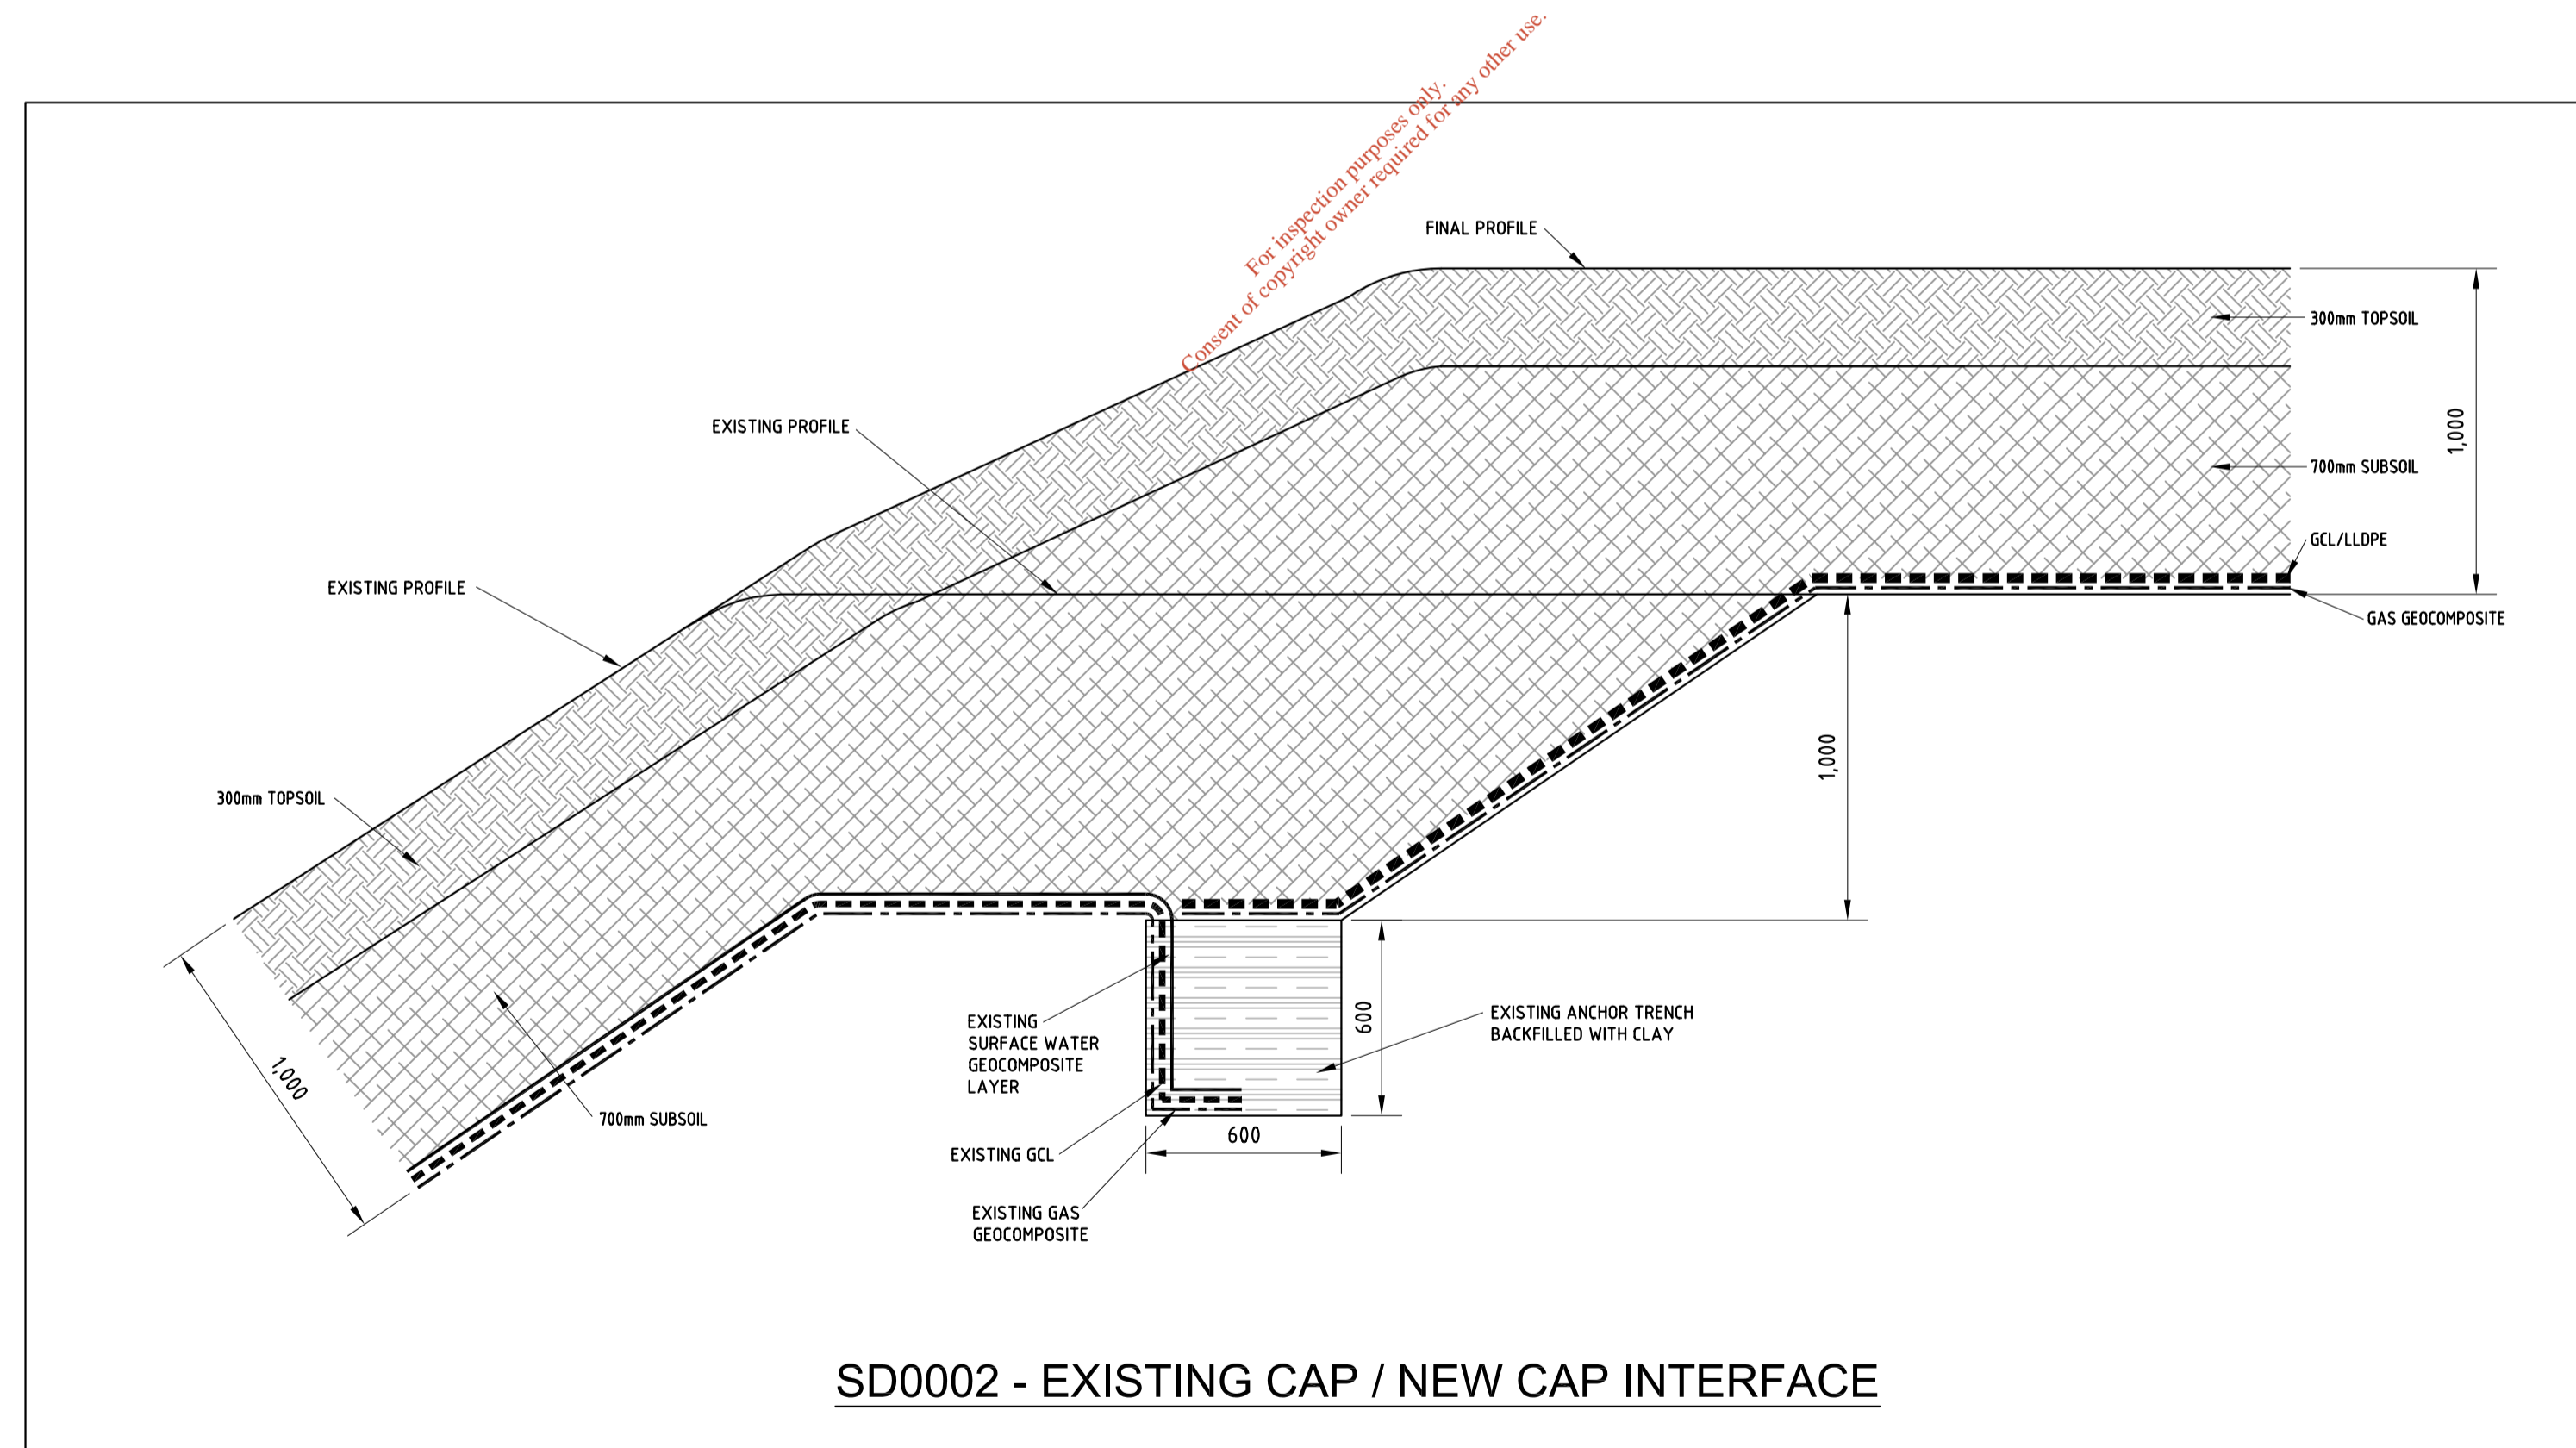 For inspection purposes only.
Consent of copyright owner required for any other use.
FINAL PROFILE
300mm TOPSOIL
EXISTING PROFILE
1,000
700mm SUBSOIL
GCL/LLDPE
EXISTING PROFILE
GAS GEOCOMPOSITE
1,000
300mm TOPSOIL
EXISTING
SURFACE WATER
GEOCOMPOSITE
LAYER
600
EXISTING ANCHOR TRENCH
BACKFILLED WITH CLAY
1,000
700mm SUBSOIL
600
EXISTING GCL
EXISTING GAS
GEOCOMPOSITE
SD0002 - EXISTING CAP / NEW CAP INTERFACE